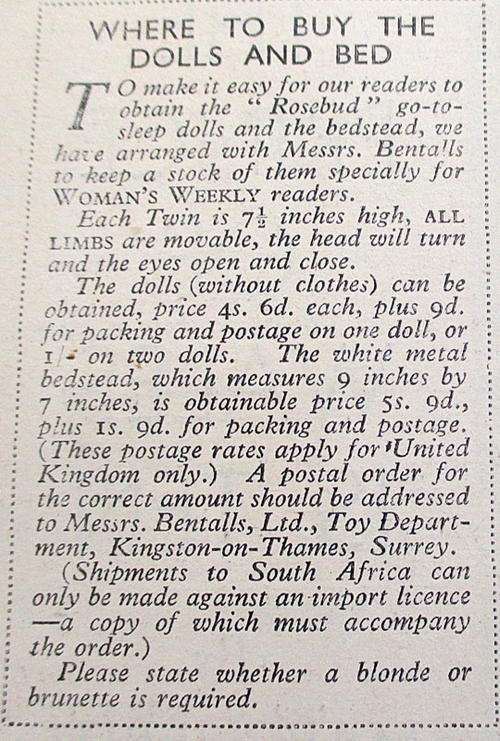 WHERE TO BUY THE
DOLLS AND BED
TO make it easy for our readers to
obtain the "Rosebud" go-to-
sleep dolls and the bedstead, we
have arranged with Messrs. Bentalls
to keep a stock of them specially for
WOMAN'S WEEKLY readers.
Each Twin is 7½ inches high, ALL
LIMBS are movable, the head will turn
and the eyes open and close.
The dolls (without clothes) can be
obtained, price 4s. 6d. each, plus 9d.
for packing and postage on one doll, or
1/- on two dolls. The white metal
bedstead, which measures 9 inches by
7 inches, is obtainable price 5s. 9d.,
plus 1s. 9d. for packing and postage.
(These postage rates apply for United
Kingdom only.) A postal order for
the correct amount should be addressed
to Messrs. Bentalls, Ltd., Toy Depart-
ment, Kingston-on-Thames, Surrey.
(Shipments to South Africa can
only be made against an import licence
—a copy of which must accompany
the order.)
Please state whether a blonde or
brunette is required.